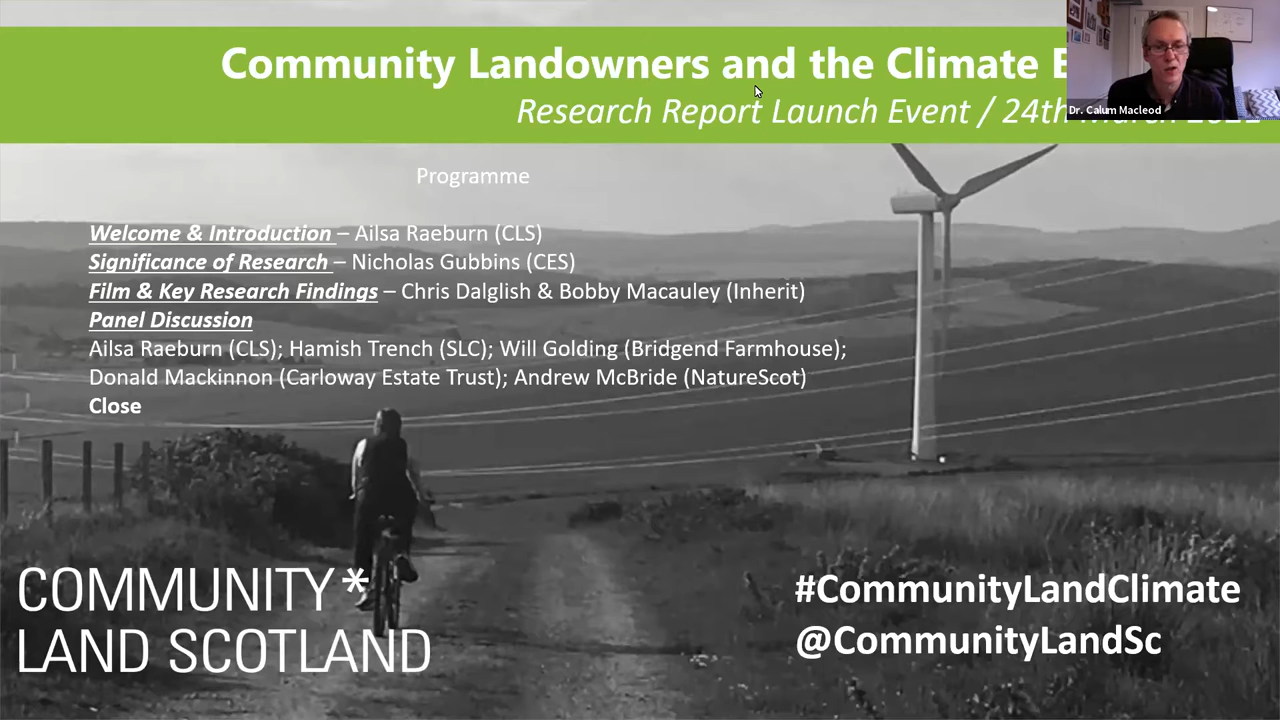 Community Landowners and the Climate
Research Report Launch Event / 24th
Dr. Calum Macleod
Programme
Welcome & Introduction – Ailsa Raeburn (CLS)
Significance of Research – Nicholas Gubbins (CES)
Film & Key Research Findings – Chris Dalglish & Bobby Macauley (Inherit)
Panel Discussion
Ailsa Raeburn (CLS); Hamish Trench (SLC); Will Golding (Bridgend Farmhouse);
Donald Mackinnon (Carloway Estate Trust); Andrew McBride (NatureScot)
Close
COMMUNITY*
LAND SCOTLAND
#CommunityLandClimate
@CommunityLandSc